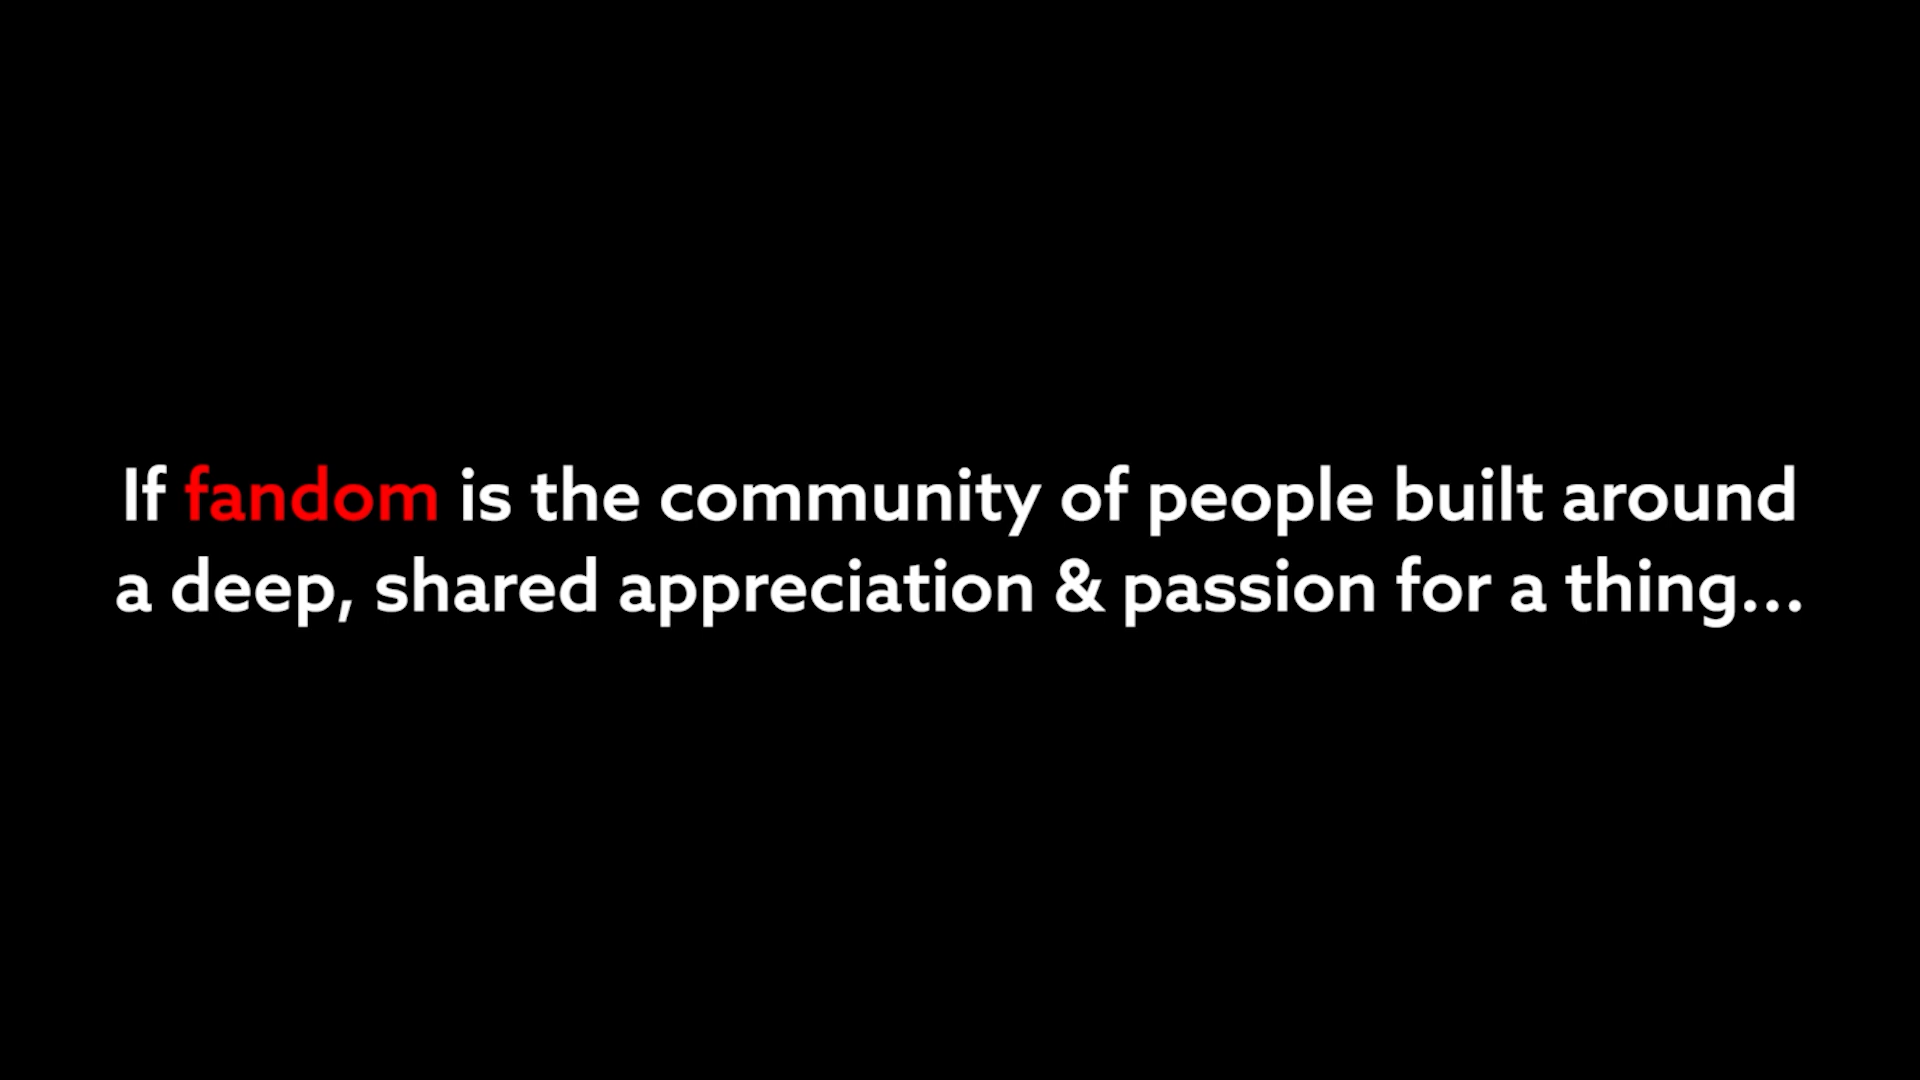 If fandom is the community of people built around
a deep, shared appreciation & passion for a thing...